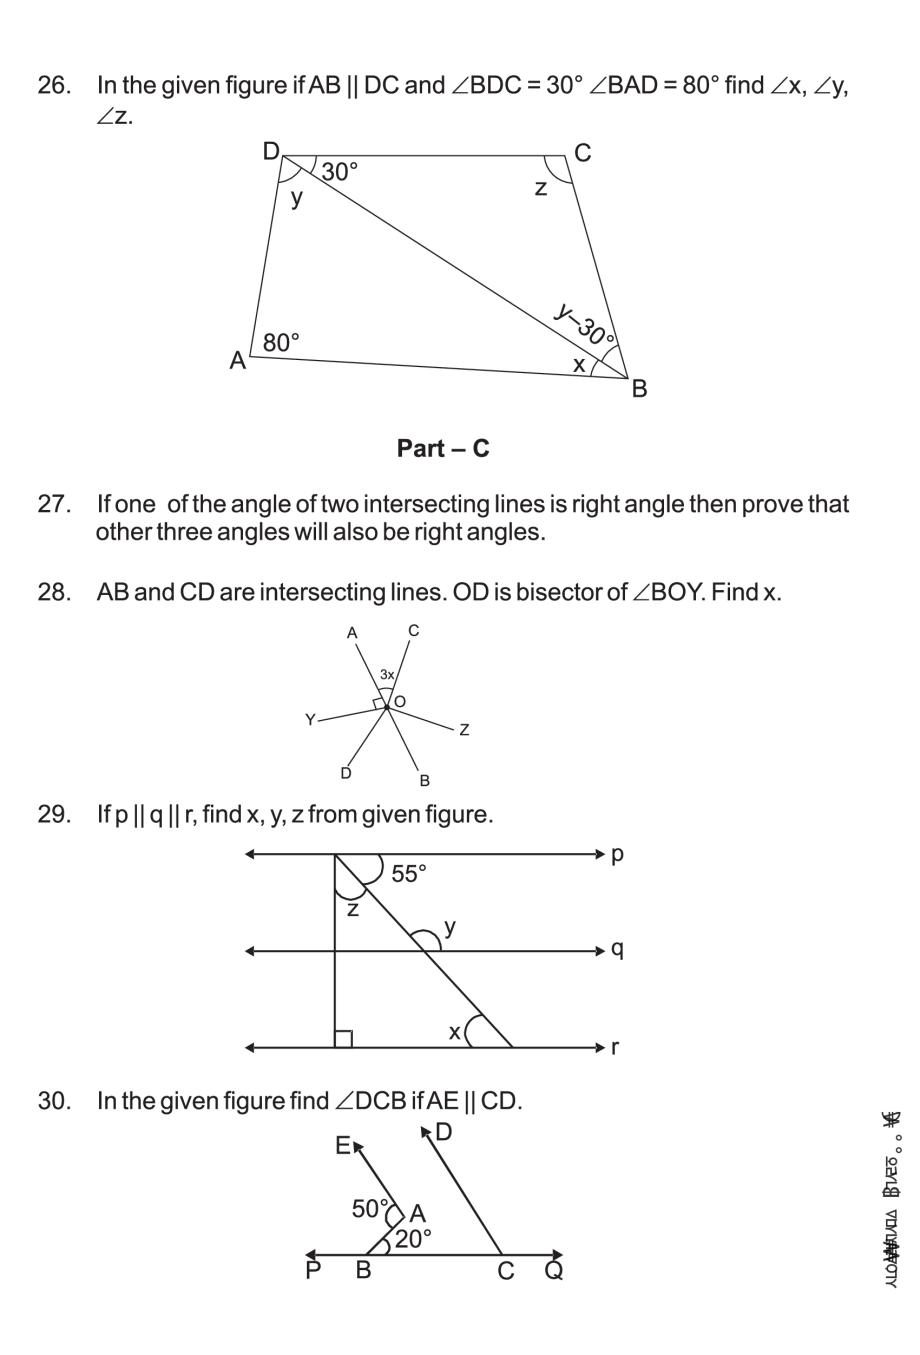 26. In the given figure if AB || DC and ∠BDC = 30° ∠BAD = 80° find ∠x, ∠y,
∠z.
D
C
30°
z
y
y–30°
80°
A
x
B
Part – C
27. If one of the angle of two intersecting lines is right angle then prove that
other three angles will also be right angles.
28. AB and CD are intersecting lines. OD is bisector of ∠BOY. Find x.
A
C
3x
O
Y
Z
D
B
29. If p || q || r, find x, y, z from given figure.
p
55°
z
y
q
x
r
30. In the given figure find ∠DCB if AE || CD.
D
E
50°
A
20°
P
B
C
Q